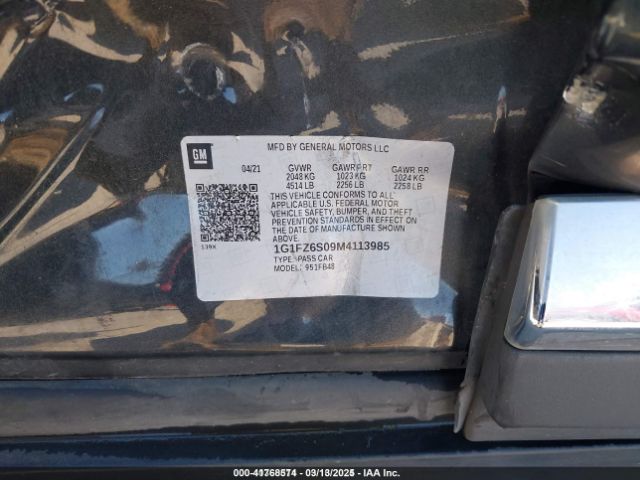 GM
MFD BY GENERAL MOTORS LLC
04/21 GVWR GAWR FRT GAWR RR
2048 KG 1023 KG 1024 KG
4514 LB 2256 LB 2258 LB
THIS VEHICLE CONFORMS TO ALL
APPLICABLE U.S. FEDERAL MOTOR
VEHICLE SAFETY, BUMPER, AND THEFT
PREVENTION STANDARDS IN EFFECT ON
THE DATE OF MANUFACTURE SHOWN
ABOVE.
1G1FZ6S09M4113985
TYPE: PASS CAR
MODEL: 951FB48
000-41768574 - 03/18/2025 - IAA Inc.